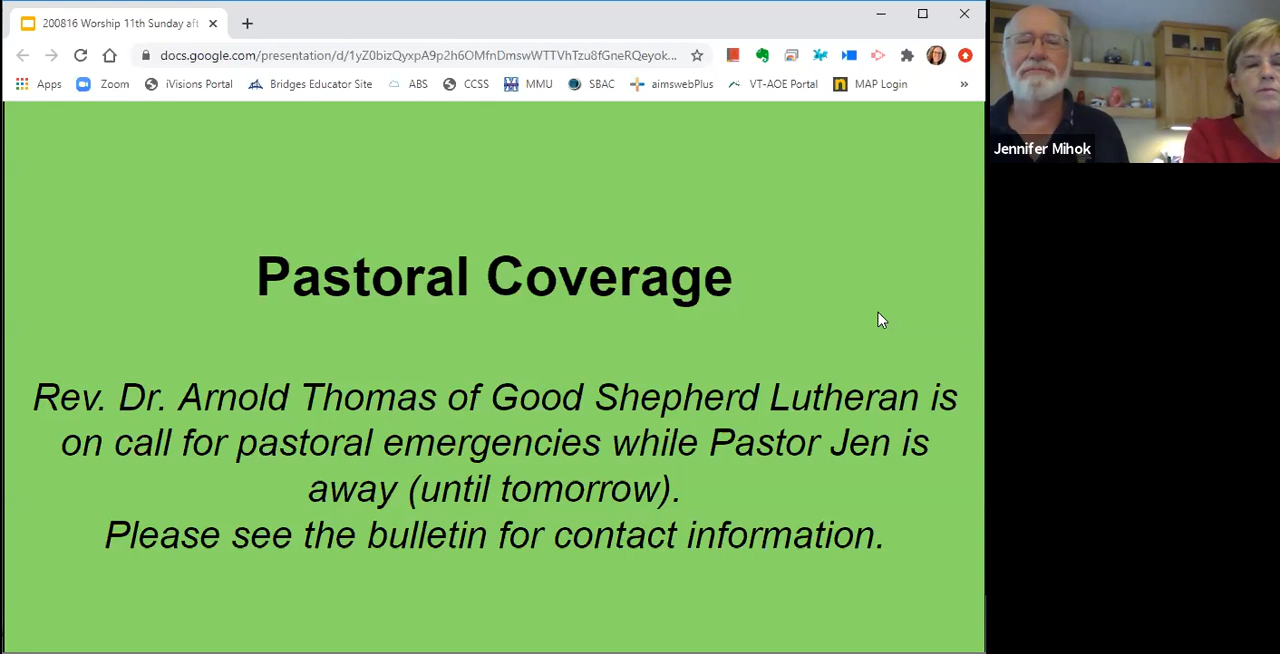 200816 Worship 11th Sunday aft
docs.google.com/presentation/d/1yZ0bizQyxpA9p2h6OMfnDmswWTTVhTzu8fGneRQeyok...
Apps Zoom iVisions Portal Bridges Educator Site ABS CCSS MMU SBAC aimswebPlus VT-AOE Portal MAP Login »
Jennifer Mihok
Pastoral Coverage
Rev. Dr. Arnold Thomas of Good Shepherd Lutheran is
on call for pastoral emergencies while Pastor Jen is
away (until tomorrow).
Please see the bulletin for contact information.